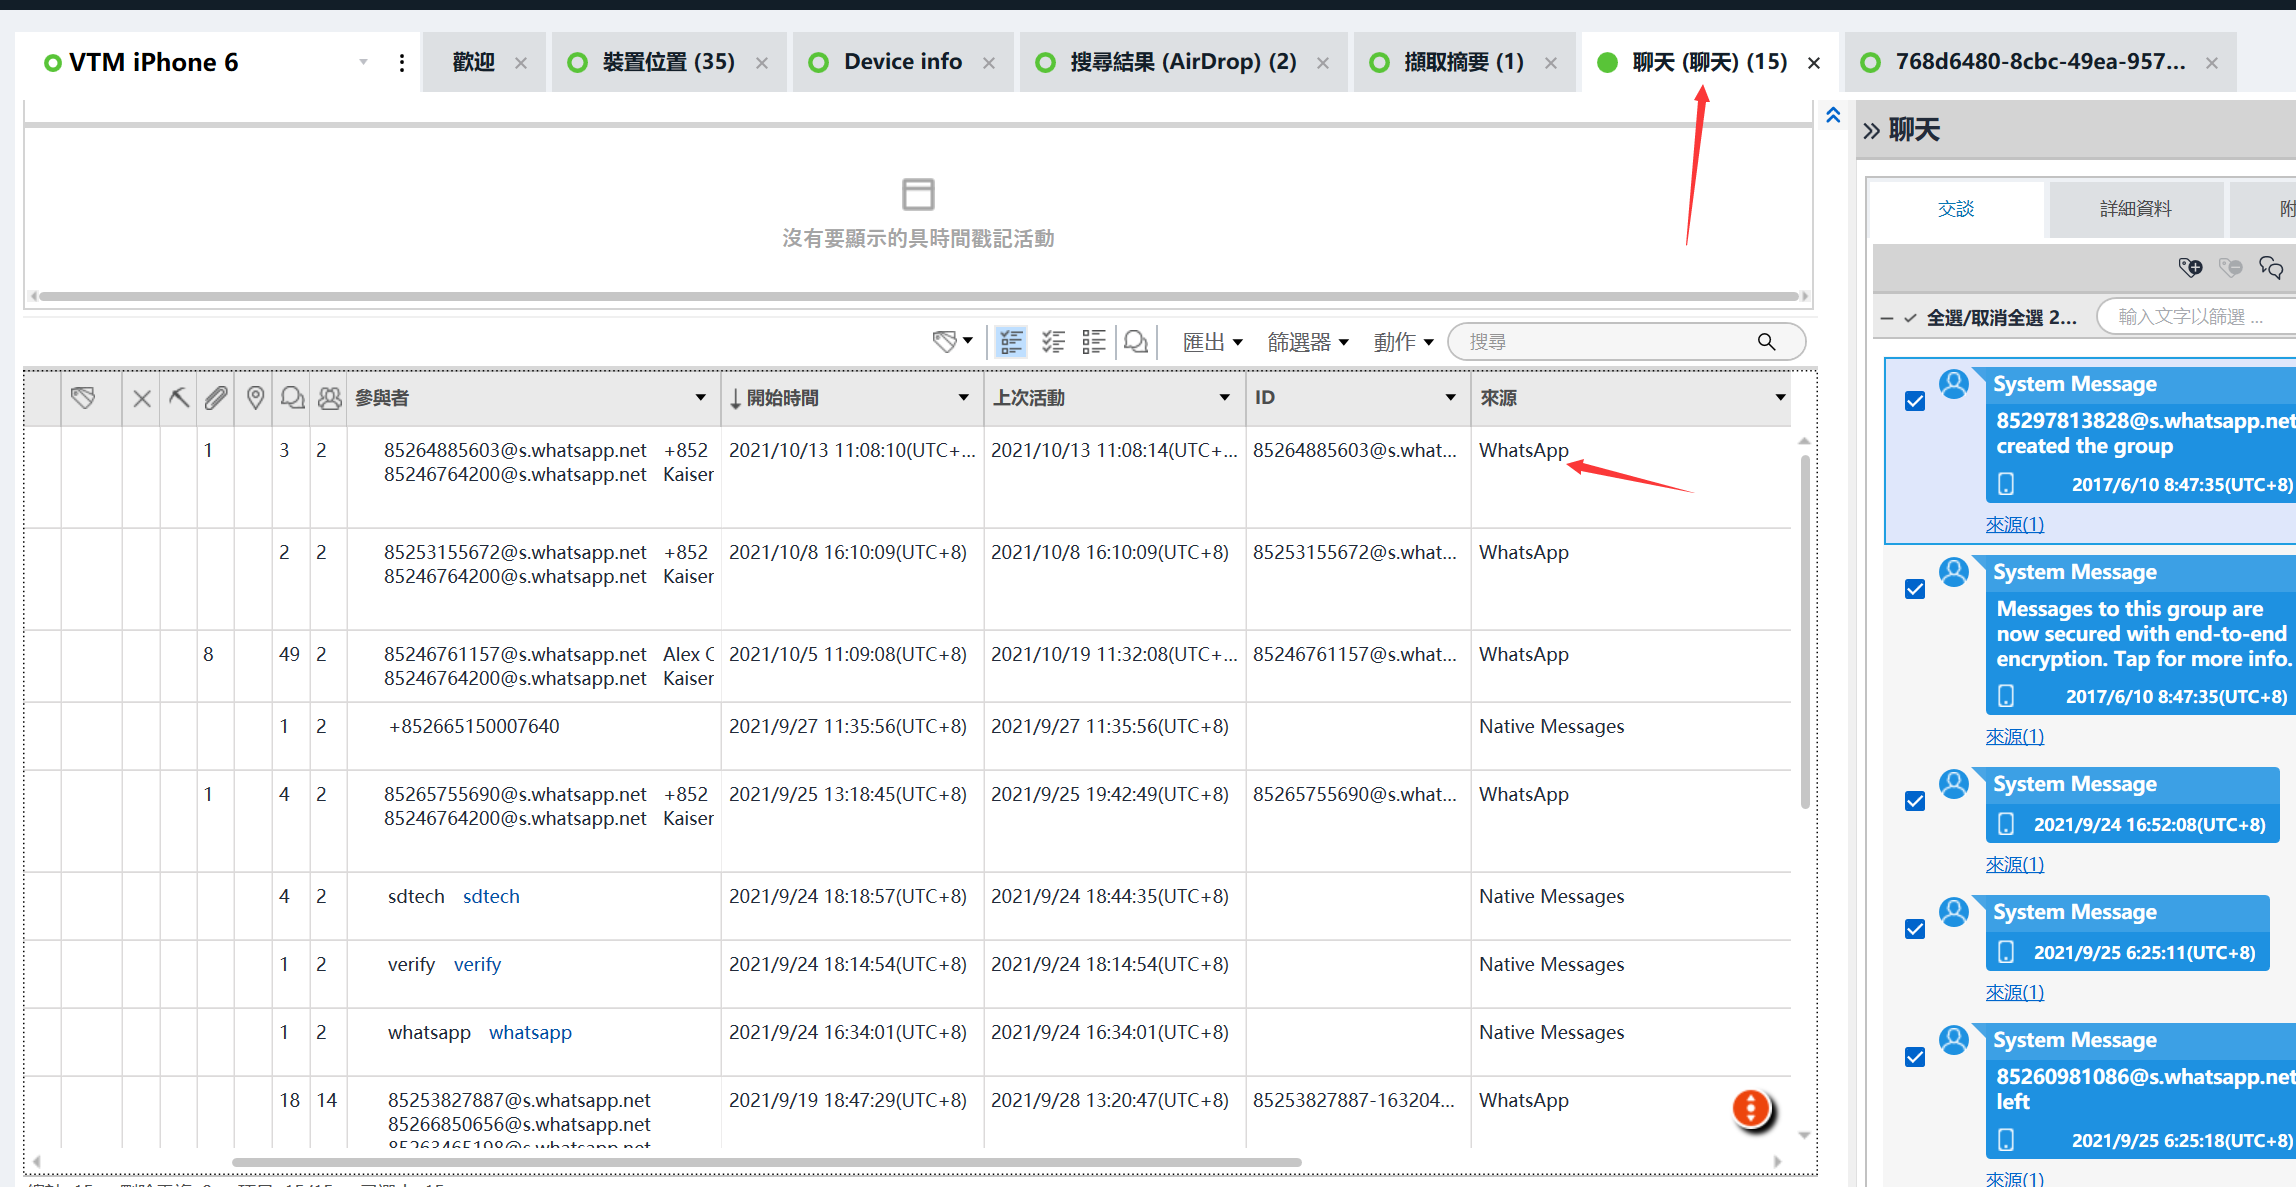 VTM iPhone 6
歡迎
裝置位置 (35)
Device info
搜尋結果 (AirDrop) (2)
擷取摘要 (1)
聊天 (聊天) (15)
768d6480-8cbc-49ea-957...
沒有要顯示的具時間戳記活動
匯出 篩選器 動作 搜尋
參與者 開始時間 上次活動 ID 來源
1 3 2 85264885603@s.whatsapp.net +852 2021/10/13 11:08:10(UTC+... 2021/10/13 11:08:14(UTC+... 85264885603@s.what... WhatsApp
85246764200@s.whatsapp.net Kaiser
2 2 85253155672@s.whatsapp.net +852 2021/10/8 16:10:09(UTC+8) 2021/10/8 16:10:09(UTC+8) 85253155672@s.what... WhatsApp
85246764200@s.whatsapp.net Kaiser
8 49 2 85246761157@s.whatsapp.net Alex 2021/10/5 11:09:08(UTC+8) 2021/10/19 11:32:08(UTC+... 85246761157@s.what... WhatsApp
85246764200@s.whatsapp.net Kaiser
1 2 +852665150007640 2021/9/27 11:35:56(UTC+8) 2021/9/27 11:35:56(UTC+8) Native Messages
1 4 2 85265755690@s.whatsapp.net +852 2021/9/25 13:18:45(UTC+8) 2021/9/25 19:42:49(UTC+8) 85265755690@s.what... WhatsApp
85246764200@s.whatsapp.net Kaiser
4 2 sdtech sdtech 2021/9/24 18:18:57(UTC+8) 2021/9/24 18:44:35(UTC+8) Native Messages
1 2 verify verify 2021/9/24 18:14:54(UTC+8) 2021/9/24 18:14:54(UTC+8) Native Messages
1 2 whatsapp whatsapp 2021/9/24 16:34:01(UTC+8) 2021/9/24 16:34:01(UTC+8) Native Messages
18 14 85253827887@s.whatsapp.net 2021/9/19 18:47:29(UTC+8) 2021/9/28 13:20:47(UTC+8) 85253827887-163204... WhatsApp
85266850656@s.whatsapp.net
85263465198@s.whatsapp.net
聊天
交談 詳細資料 附
全選/取消全選 2... 輸入文字以篩選 ...
System Message
85297813828@s.whatsapp.net
created the group
2017/6/10 8:47:35(UTC+8)
來源(1)
System Message
Messages to this group are
now secured with end-to-end
encryption. Tap for more info.
2017/6/10 8:47:35(UTC+8)
來源(1)
System Message
2021/9/24 16:52:08(UTC+8)
來源(1)
System Message
2021/9/25 6:25:11(UTC+8)
來源(1)
System Message
85260981086@s.whatsapp.net
left
2021/9/25 6:25:18(UTC+8)
來源(1)